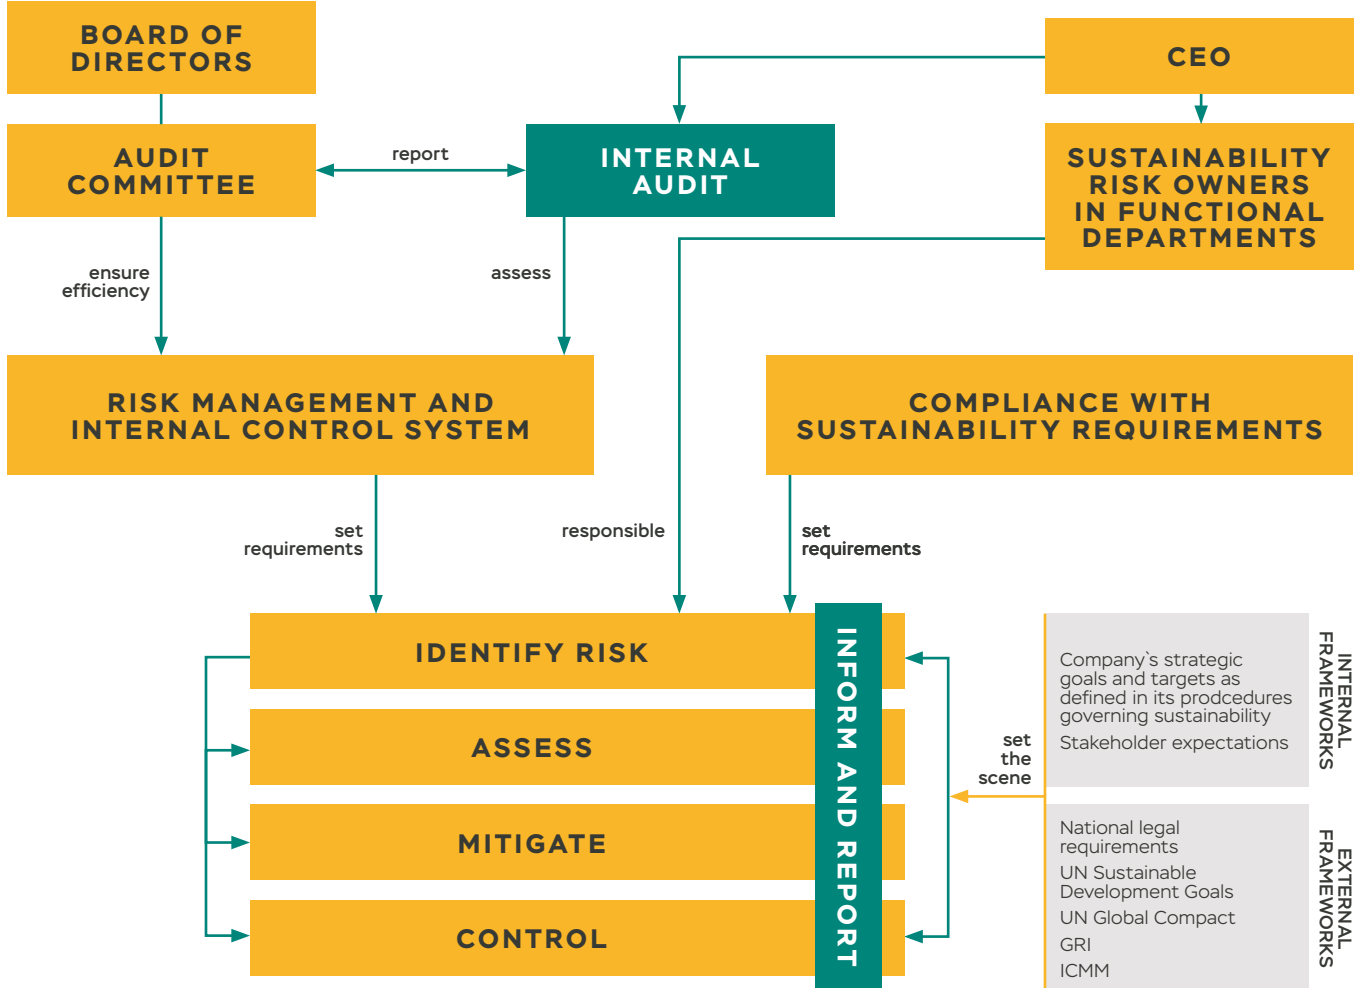 BOARD OF
DIRECTORS
CEO
AUDIT
COMMITTEE
report
INTERNAL
AUDIT
SUSTAINABILITY
RISK OWNERS
IN FUNCTIONAL
DEPARTMENTS
ensure
efficiency
assess
RISK MANAGEMENT AND
INTERNAL CONTROL SYSTEM
COMPLIANCE WITH
SUSTAINABILITY REQUIREMENTS
set
requirements
responsible
set
requirements
IDENTIFY RISK
ASSESS
MITIGATE
CONTROL
INFORM AND REPORT
set
the
scene
Company`s strategic
goals and targets as
defined in its prodcedures
governing sustainability
Stakeholder expectations
INTERNAL
FRAMEWORKS
National legal
requirements
UN Sustainable
Development Goals
UN Global Compact
GRI
ICMM
EXTERNAL
FRAMEWORKS